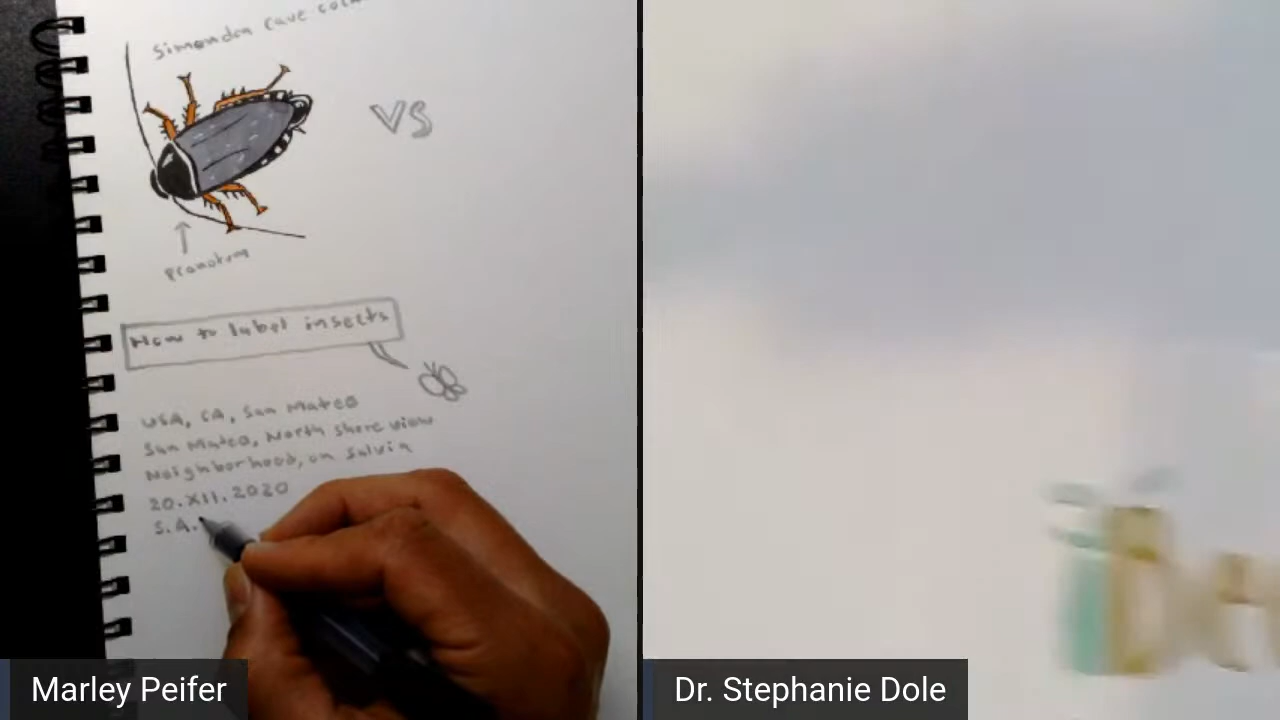 simandoa cave
VS
pronotum
How to label insects
USA, CA, San Mateo
San Mateo, North shore view
Neighborhood, on Salvia
20.XII.2020
S.A.
Marley Peifer
Dr. Stephanie Dole